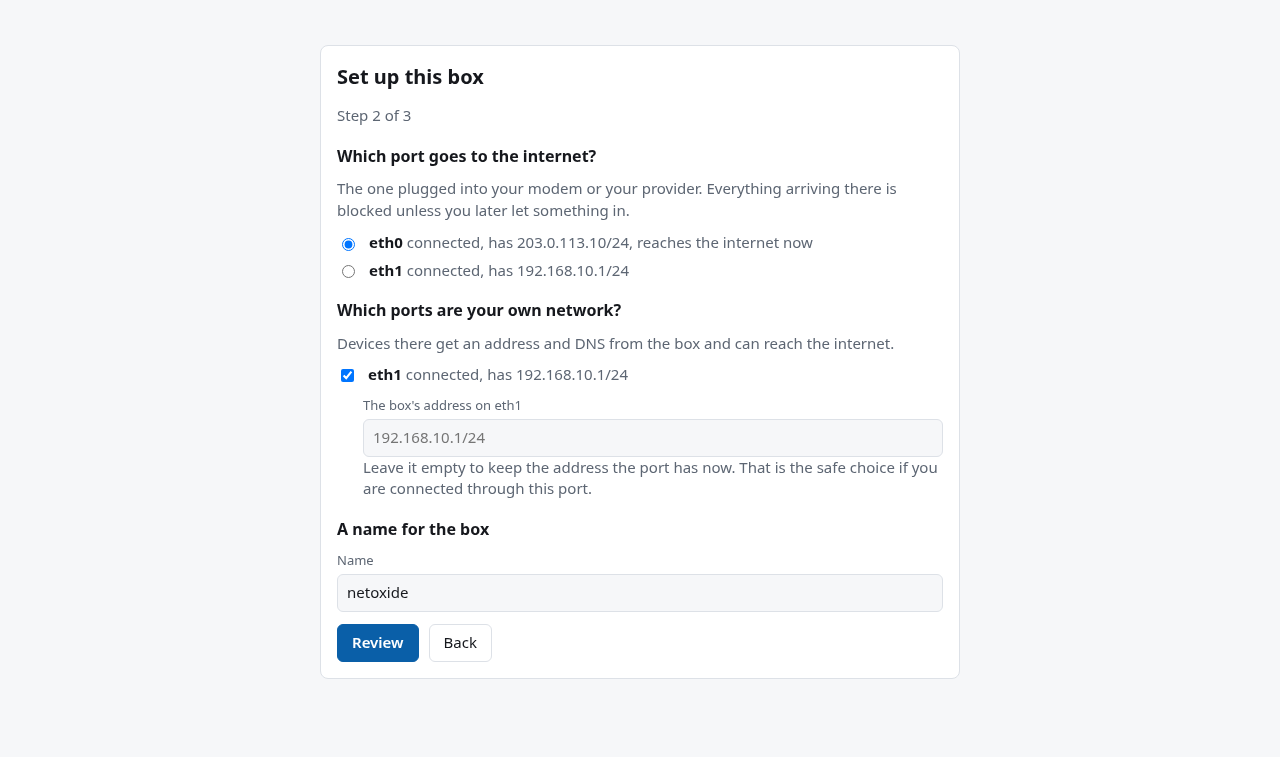 Set up this box
Step 2 of 3
Which port goes to the internet?
The one plugged into your modem or your provider. Everything arriving there is
blocked unless you later let something in.
eth0 connected, has 203.0.113.10/24, reaches the internet now
eth1 connected, has 192.168.10.1/24
Which ports are your own network?
Devices there get an address and DNS from the box and can reach the internet.
eth1 connected, has 192.168.10.1/24
The box's address on eth1
192.168.10.1/24
Leave it empty to keep the address the port has now. That is the safe choice if you
are connected through this port.
A name for the box
Name
netoxide
Review Back